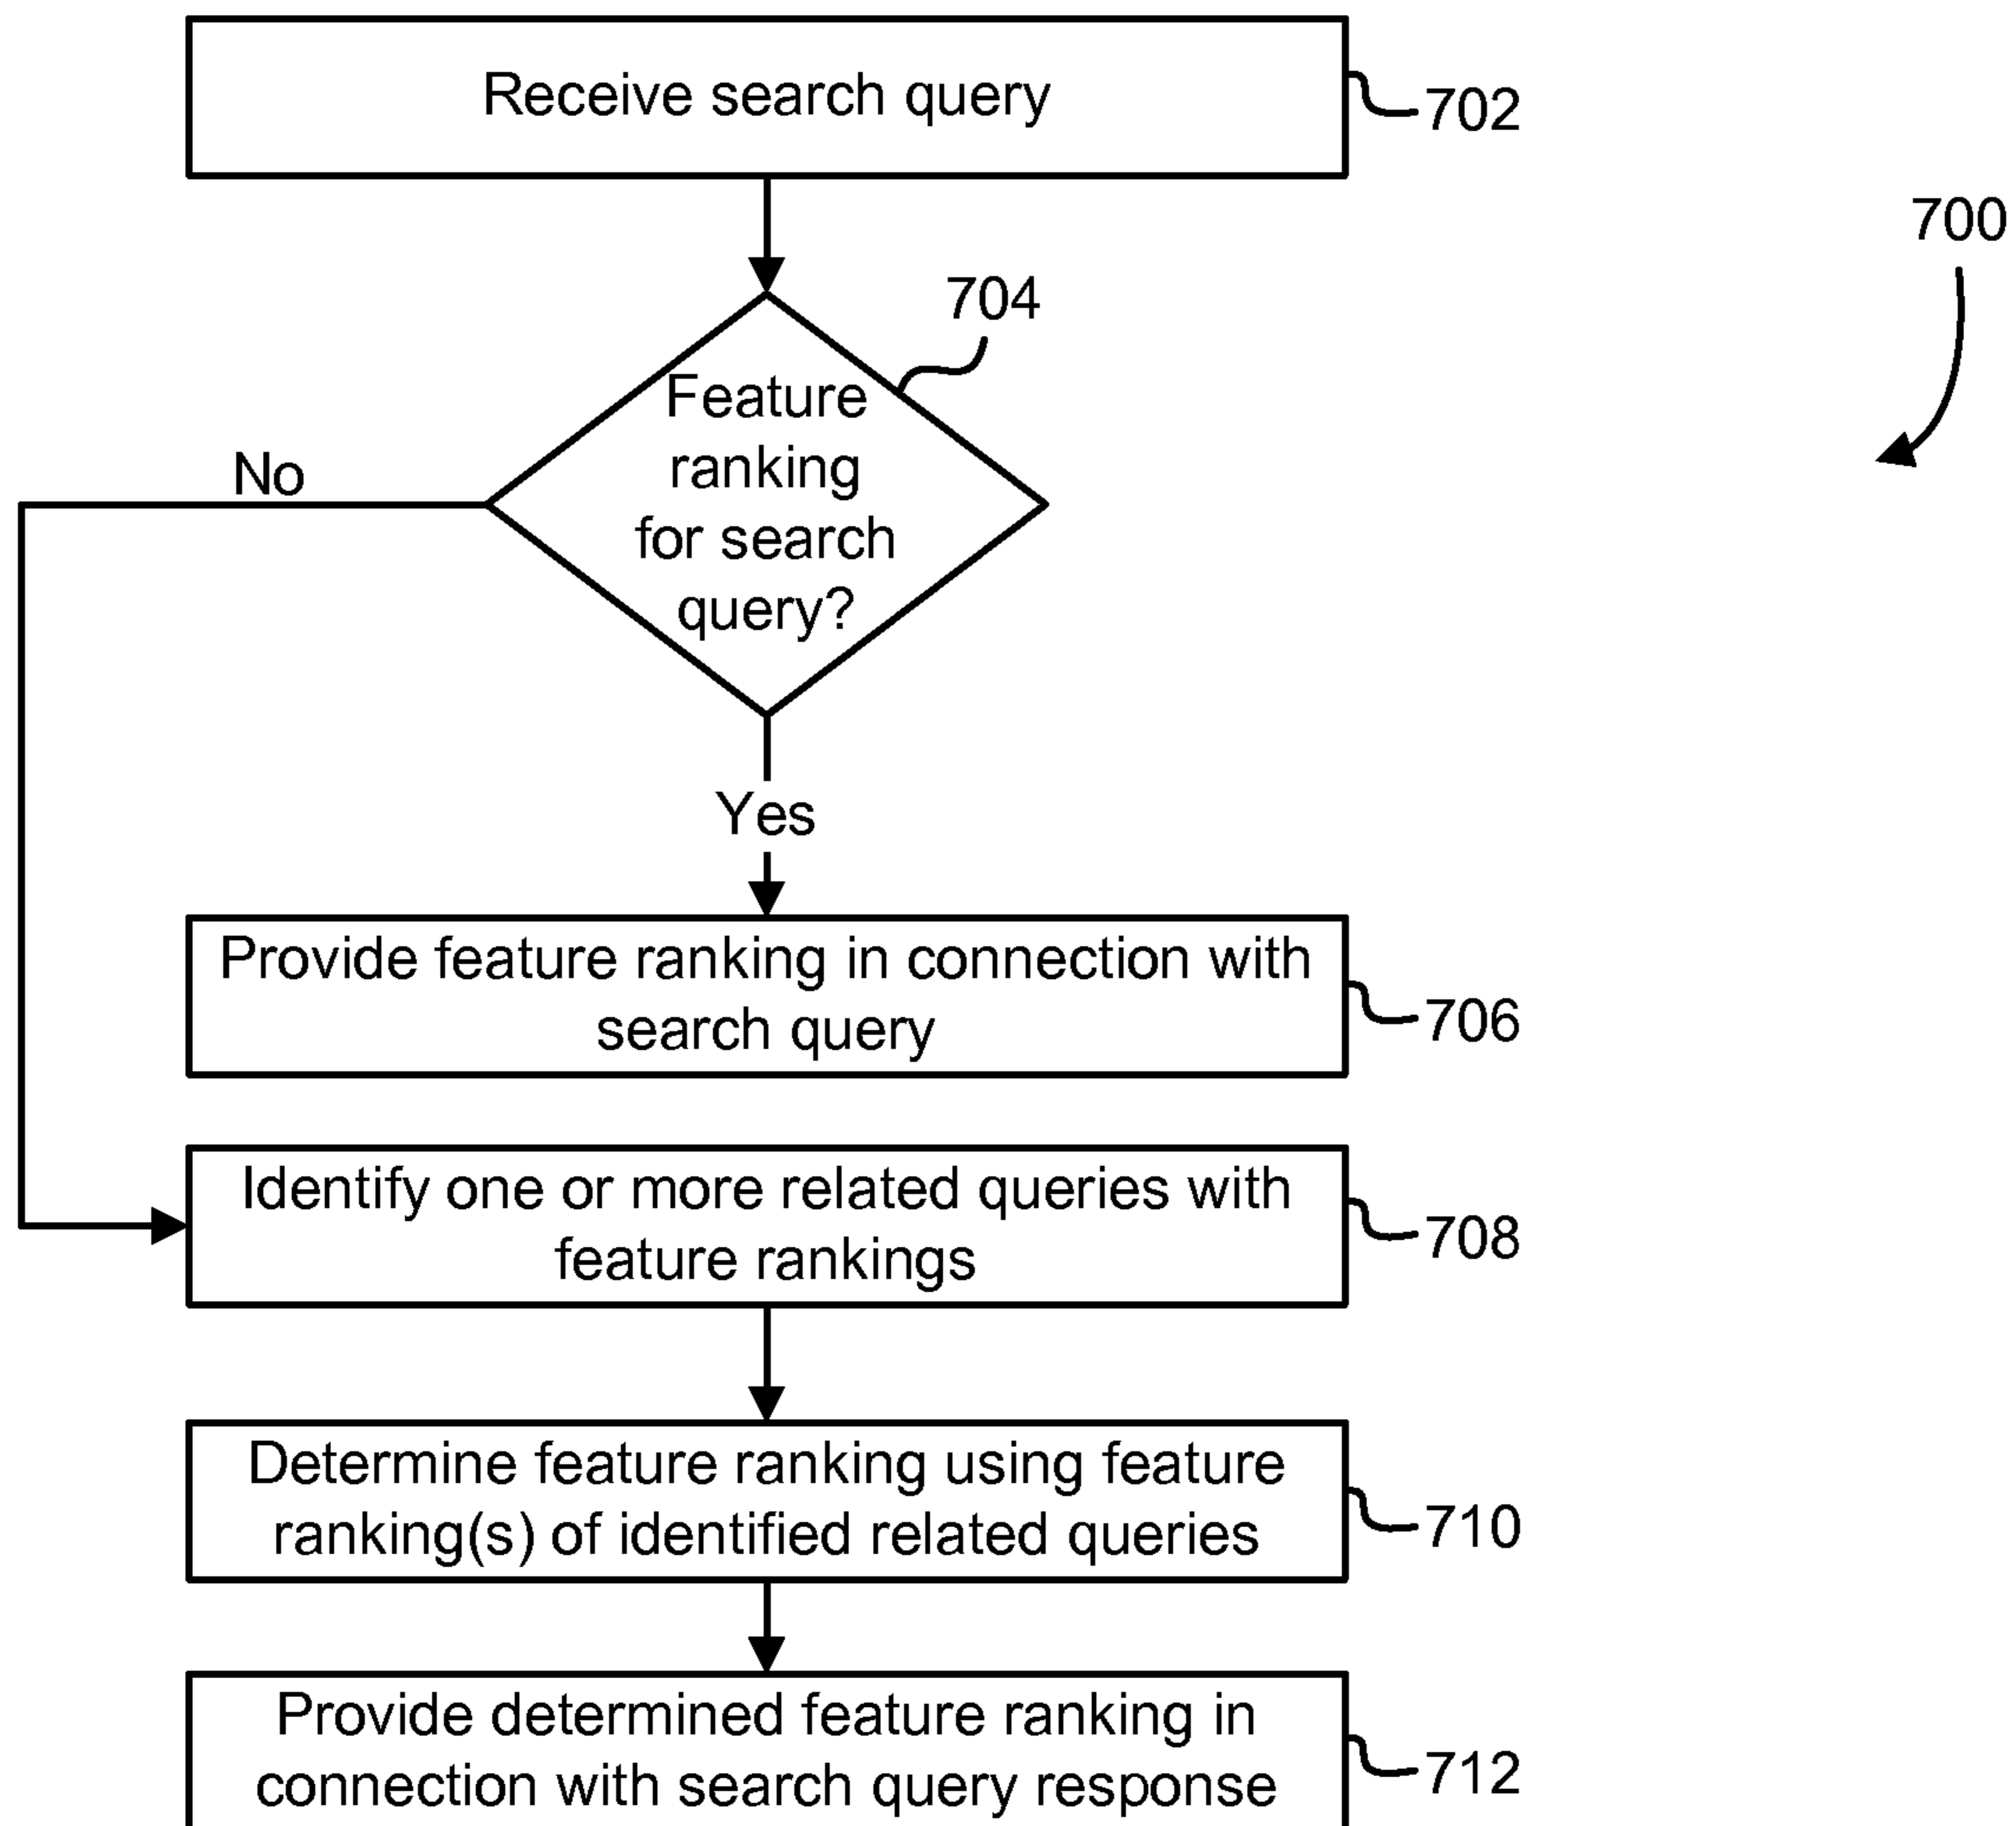 Receive search query
702
700
704
Feature
ranking
for search
query?
No
Yes
Provide feature ranking in connection with
search query
706
Identify one or more related queries with
feature rankings
708
Determine feature ranking using feature
ranking(s) of identified related queries
710
Provide determined feature ranking in
connection with search query response
712